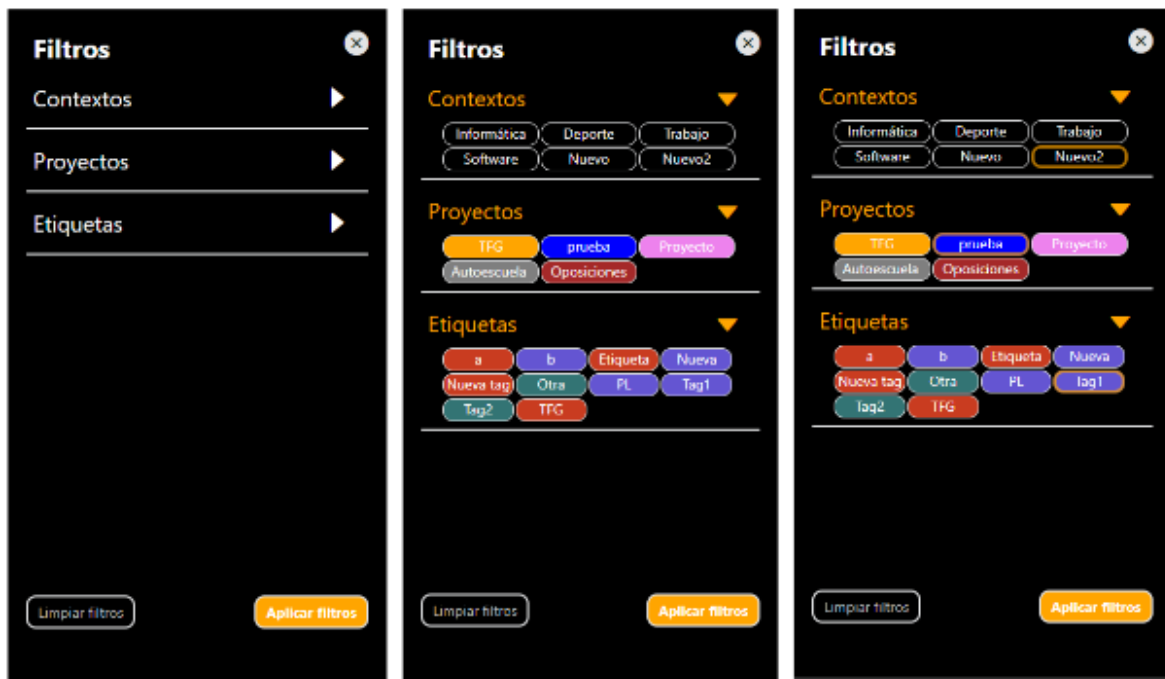 Filtros
Contextos
Proyectos
Etiquetas
Limpiar filtros Aplicar filtros
Filtros
Contextos
Informática Deporte Trabajo
Software Nuevo Nuevo2
Proyectos
TFG prueba Proyecto
Autoescuela Oposiciones
Etiquetas
a b Etiqueta Nueva
Nueva tag Otra PL Tag1
Tag2 TFG
Limpiar filtros Aplicar filtros
Filtros
Contextos
Informática Deporte Trabajo
Software Nuevo Nuevo2
Proyectos
TFG prueba Proyecto
Autoescuela Oposiciones
Etiquetas
a b Etiqueta Nueva
Nueva tag Otra PL Tag1
Tag2 TFG
Limpiar filtros Aplicar filtros